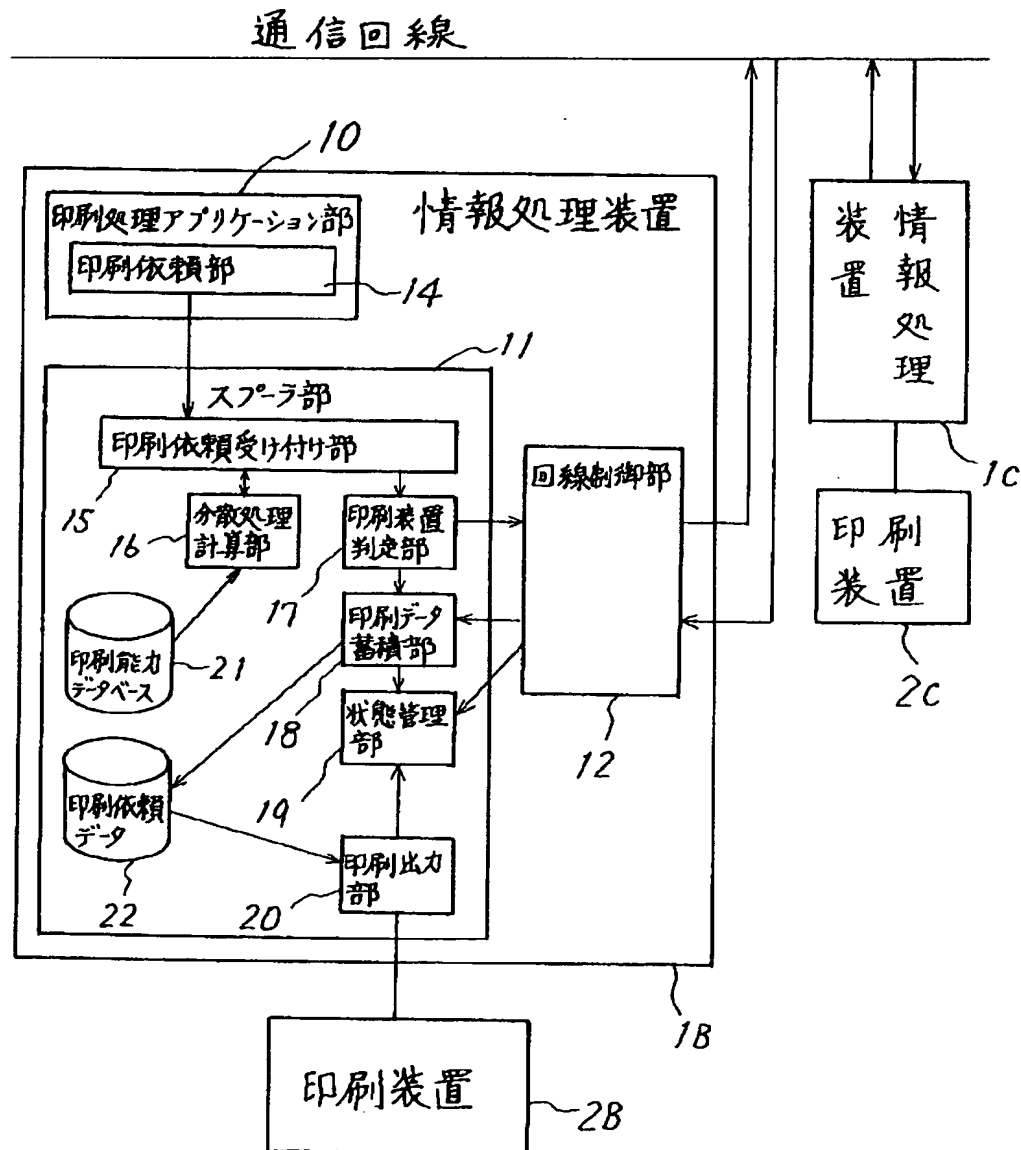 通信回線
10
印刷処理アプリケーション部
情報処理装置
印刷依頼部
14
11
スプーラ部
印刷依頼受け付け部
15
分散処理
計算部
16
印刷装置
判定部
17
回線制御部
12
印刷データ
蓄積部
18
印刷能力
データベース
21
状態管理
部
19
印刷依頼
データ
22
印刷出力
部
20
1B
印刷装置
2B
情報処理
装置
1C
印刷
装置
2C